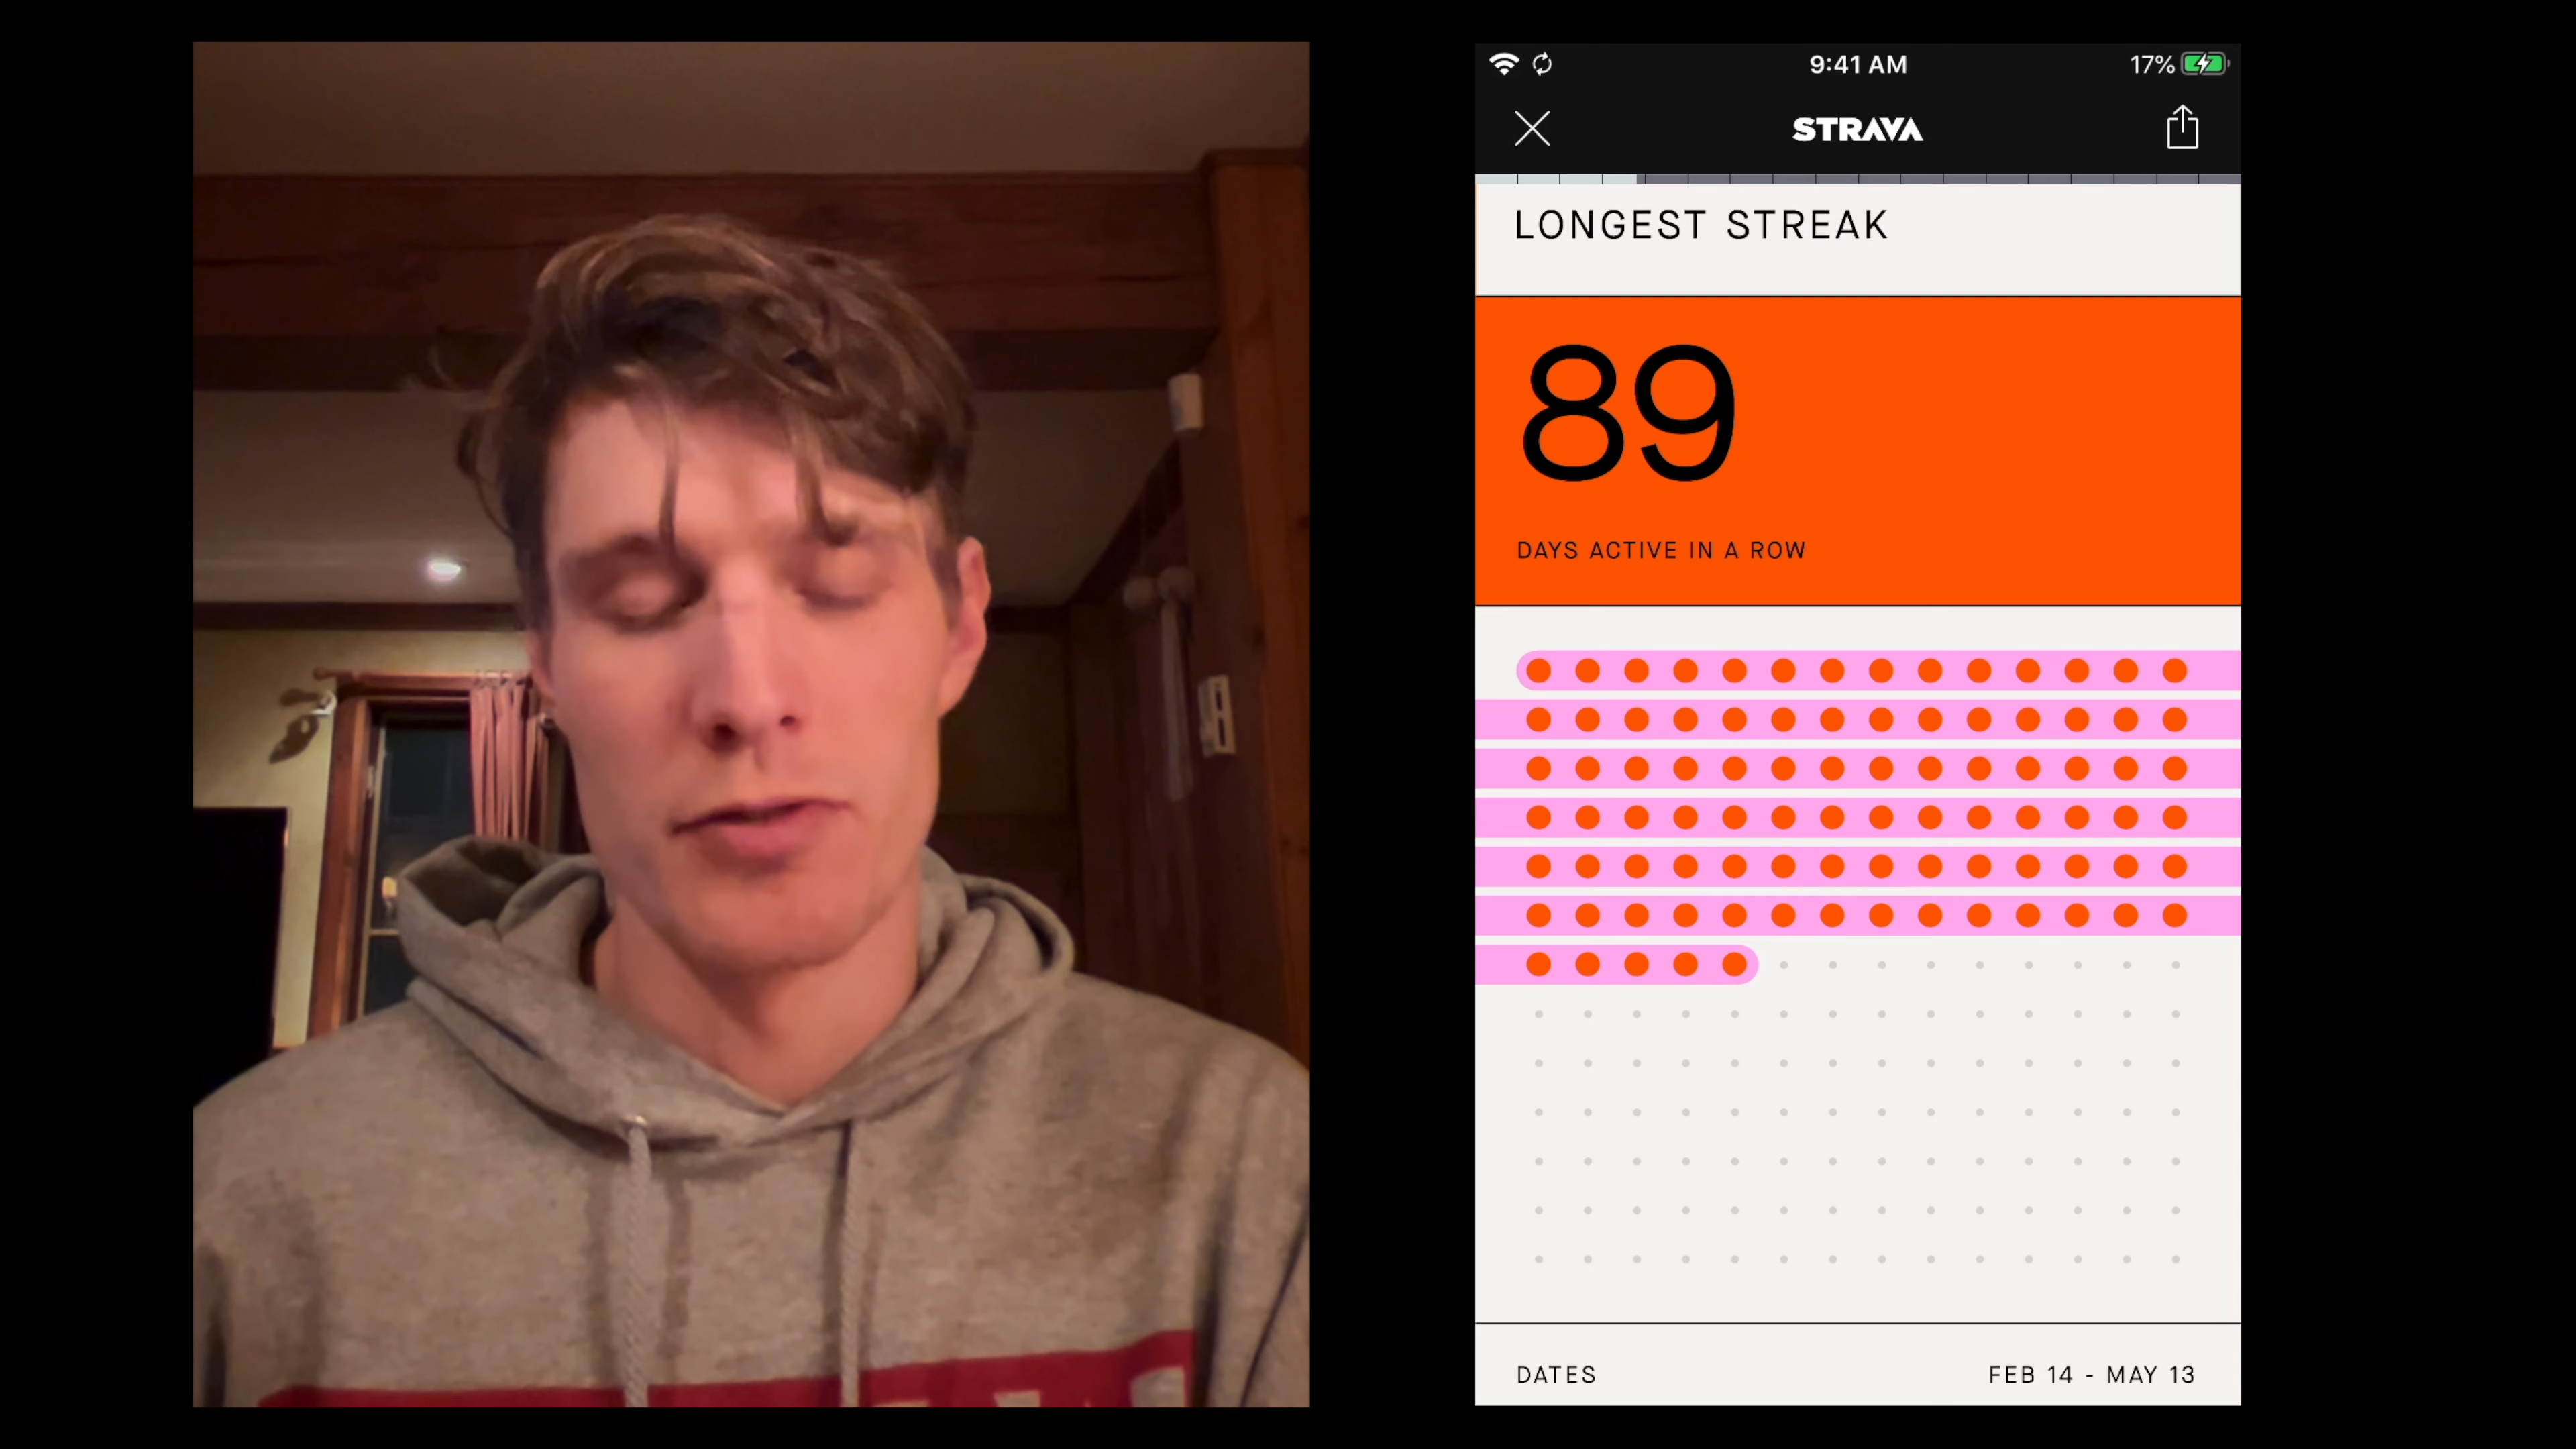 9:41 AM
17%
STRAVA
LONGEST STREAK
89
DAYS ACTIVE IN A ROW
DATES
FEB 14 - MAY 13